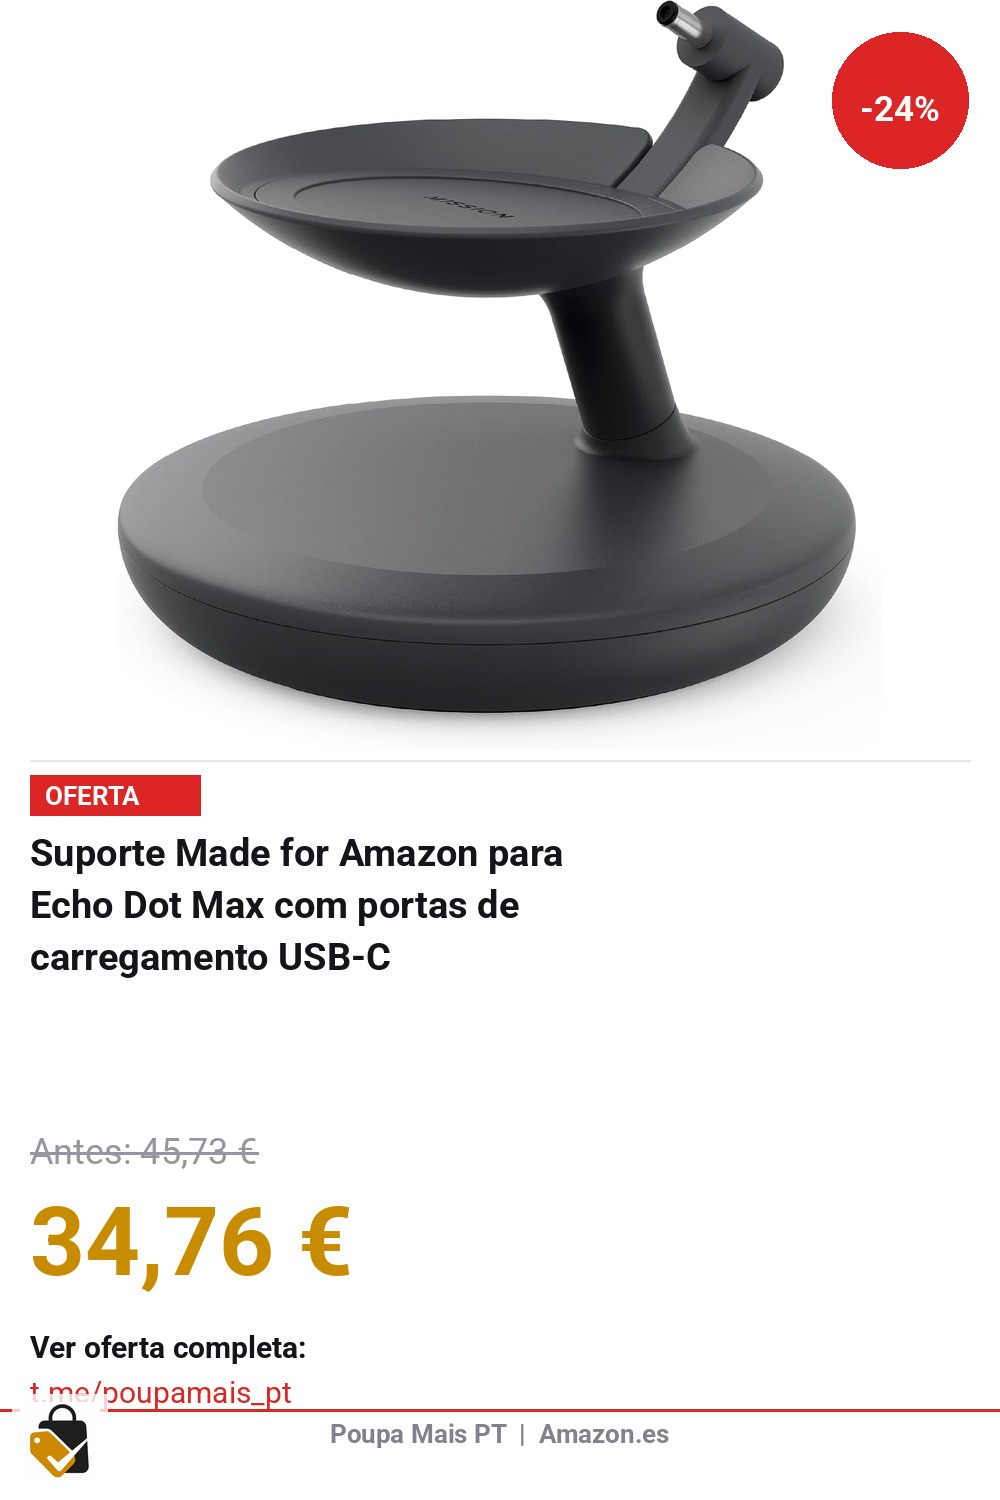 -24%
MISSION
OFERTA
Suporte Made for Amazon para
Echo Dot Max com portas de
carregamento USB-C
Antes: 45,73 €
34,76 €
Ver oferta completa:
t.me/poupamais_pt
Poupa Mais PT | Amazon.es